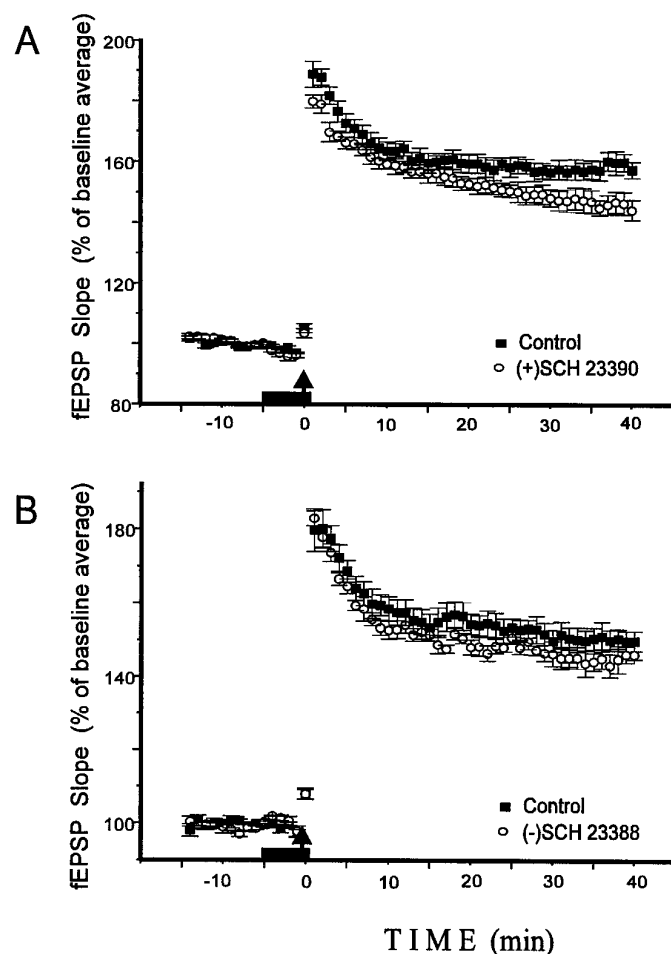 A
fEPSP Slope (% of baseline average)
200
160
120
80
Control
(+)SCH 23390
-10 0 10 20 30 40
B
fEPSP Slope (% of baseline average)
180
140
100
Control
(-)SCH 23388
-10 0 10 20 30 40
TIME (min)